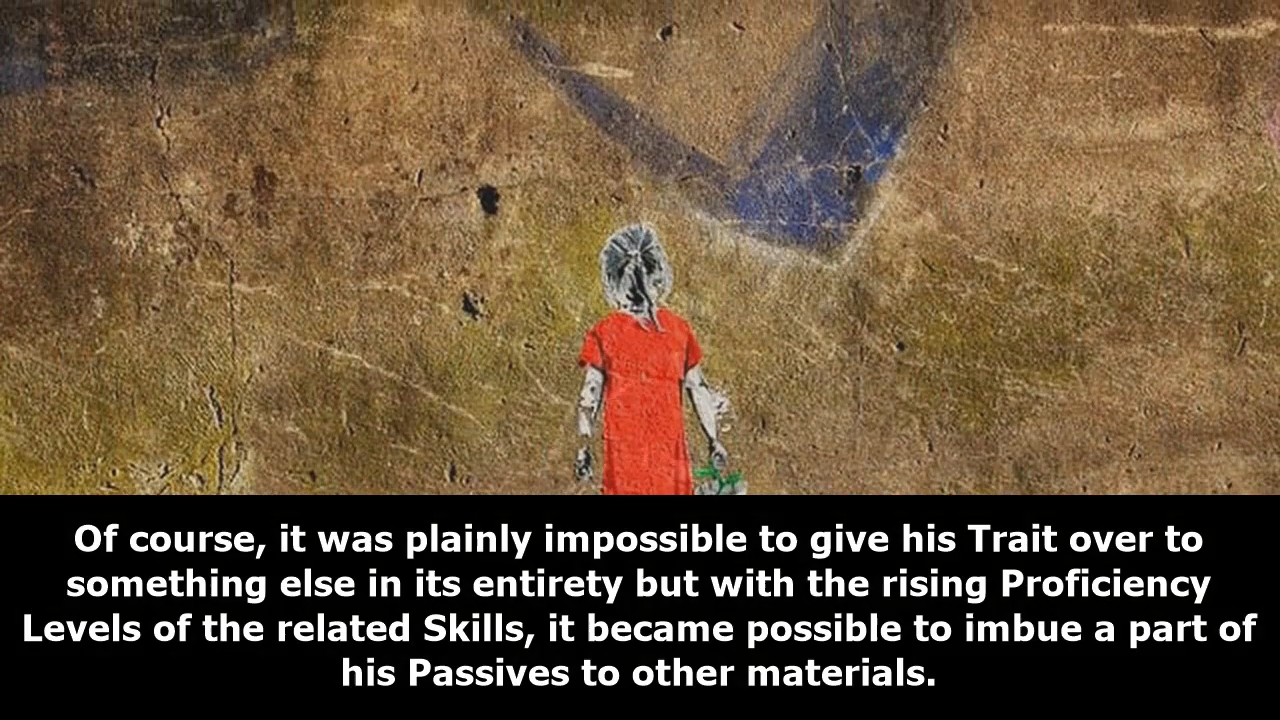 Of course, it was plainly impossible to give his Trait over to
something else in its entirety but with the rising Proficiency
Levels of the related Skills, it became possible to imbue a part of
his Passives to other materials.